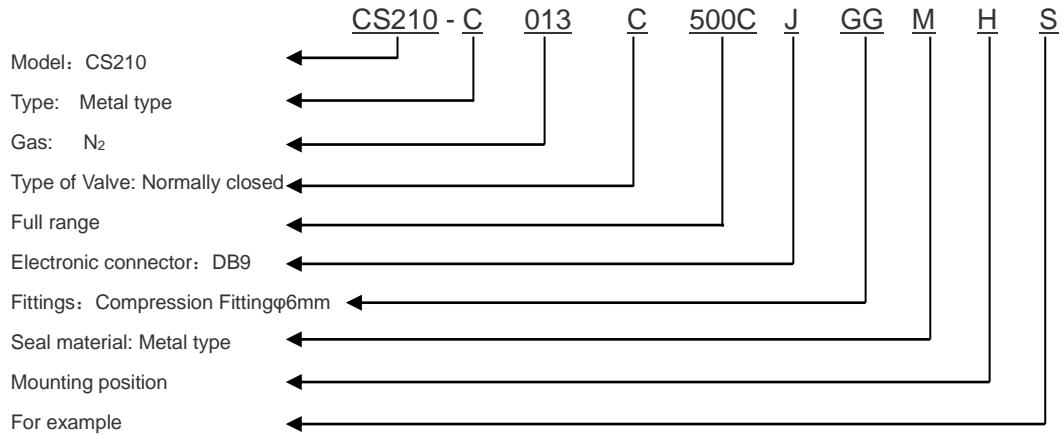 CS210 - C 013 C 500C J GG M H S
Model：CS210
Type: Metal type
Gas: N₂
Type of Valve: Normally closed
Full range
Electronic connector：DB9
Fittings：Compression Fittingφ6mm
Seal material: Metal type
Mounting position
For example